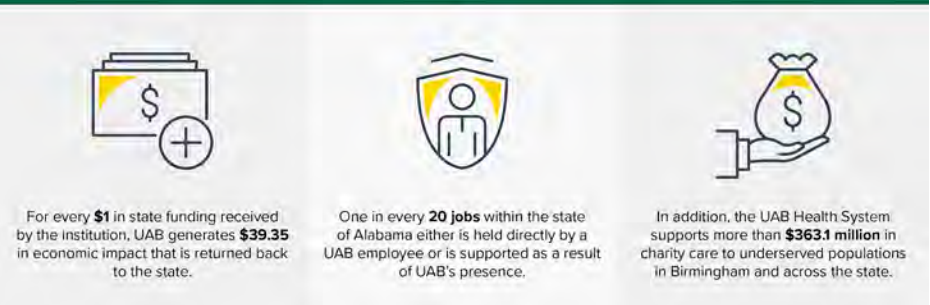 $
For every $1 in state funding received
by the institution, UAB generates $39.35
in economic impact that is returned back
to the state.
One in every 20 jobs within the state
of Alabama either is held directly by a
UAB employee or is supported as a result
of UAB's presence.
$
In addition, the UAB Health System
supports more than $363.1 million in
charity care to underserved populations
in Birmingham and across the state.